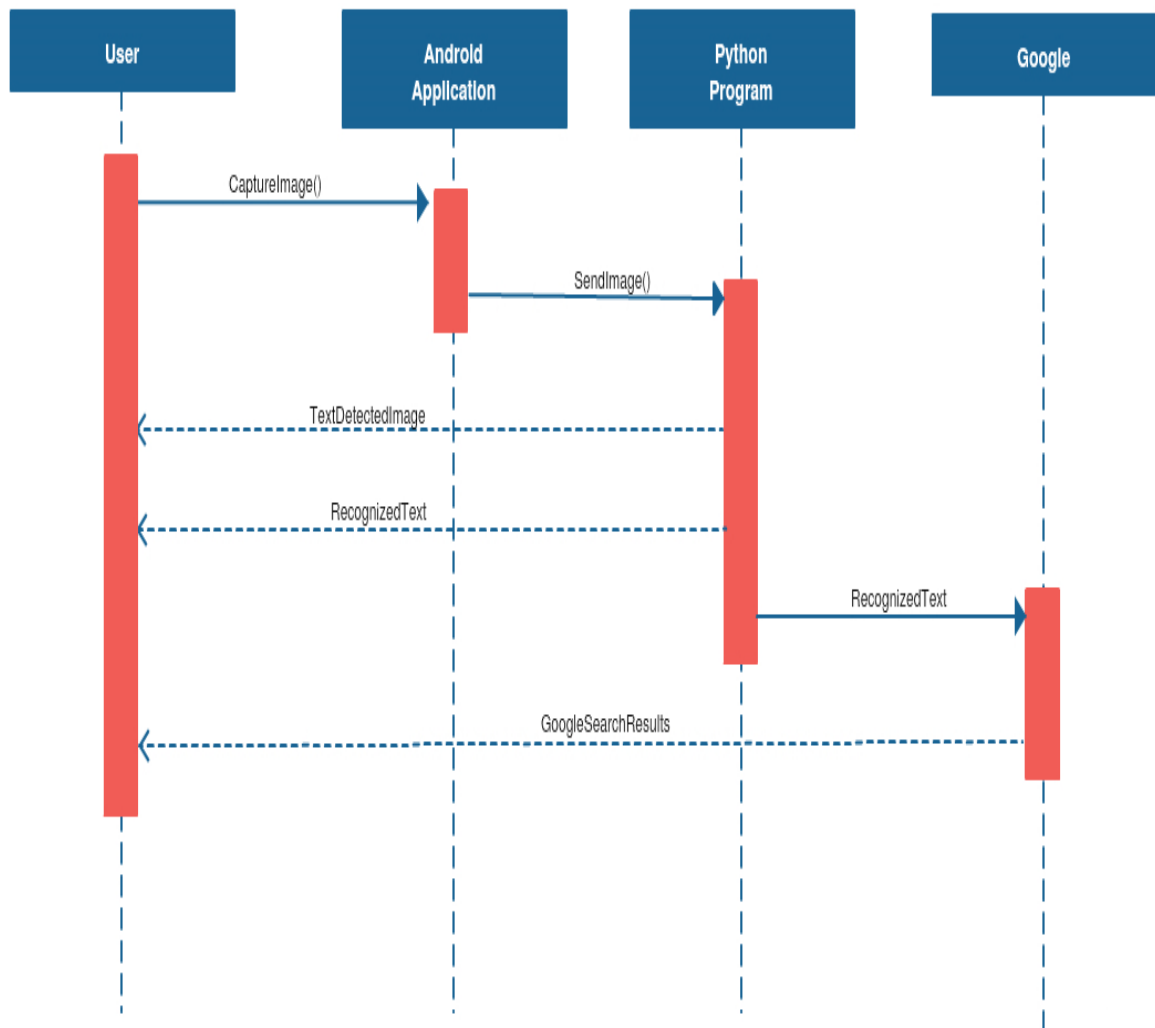 User
Android
Application
Python
Program
Google
CaptureImage()
SendImage()
TextDetectedImage
RecognizedText
RecognizedText
GoogleSearchResults